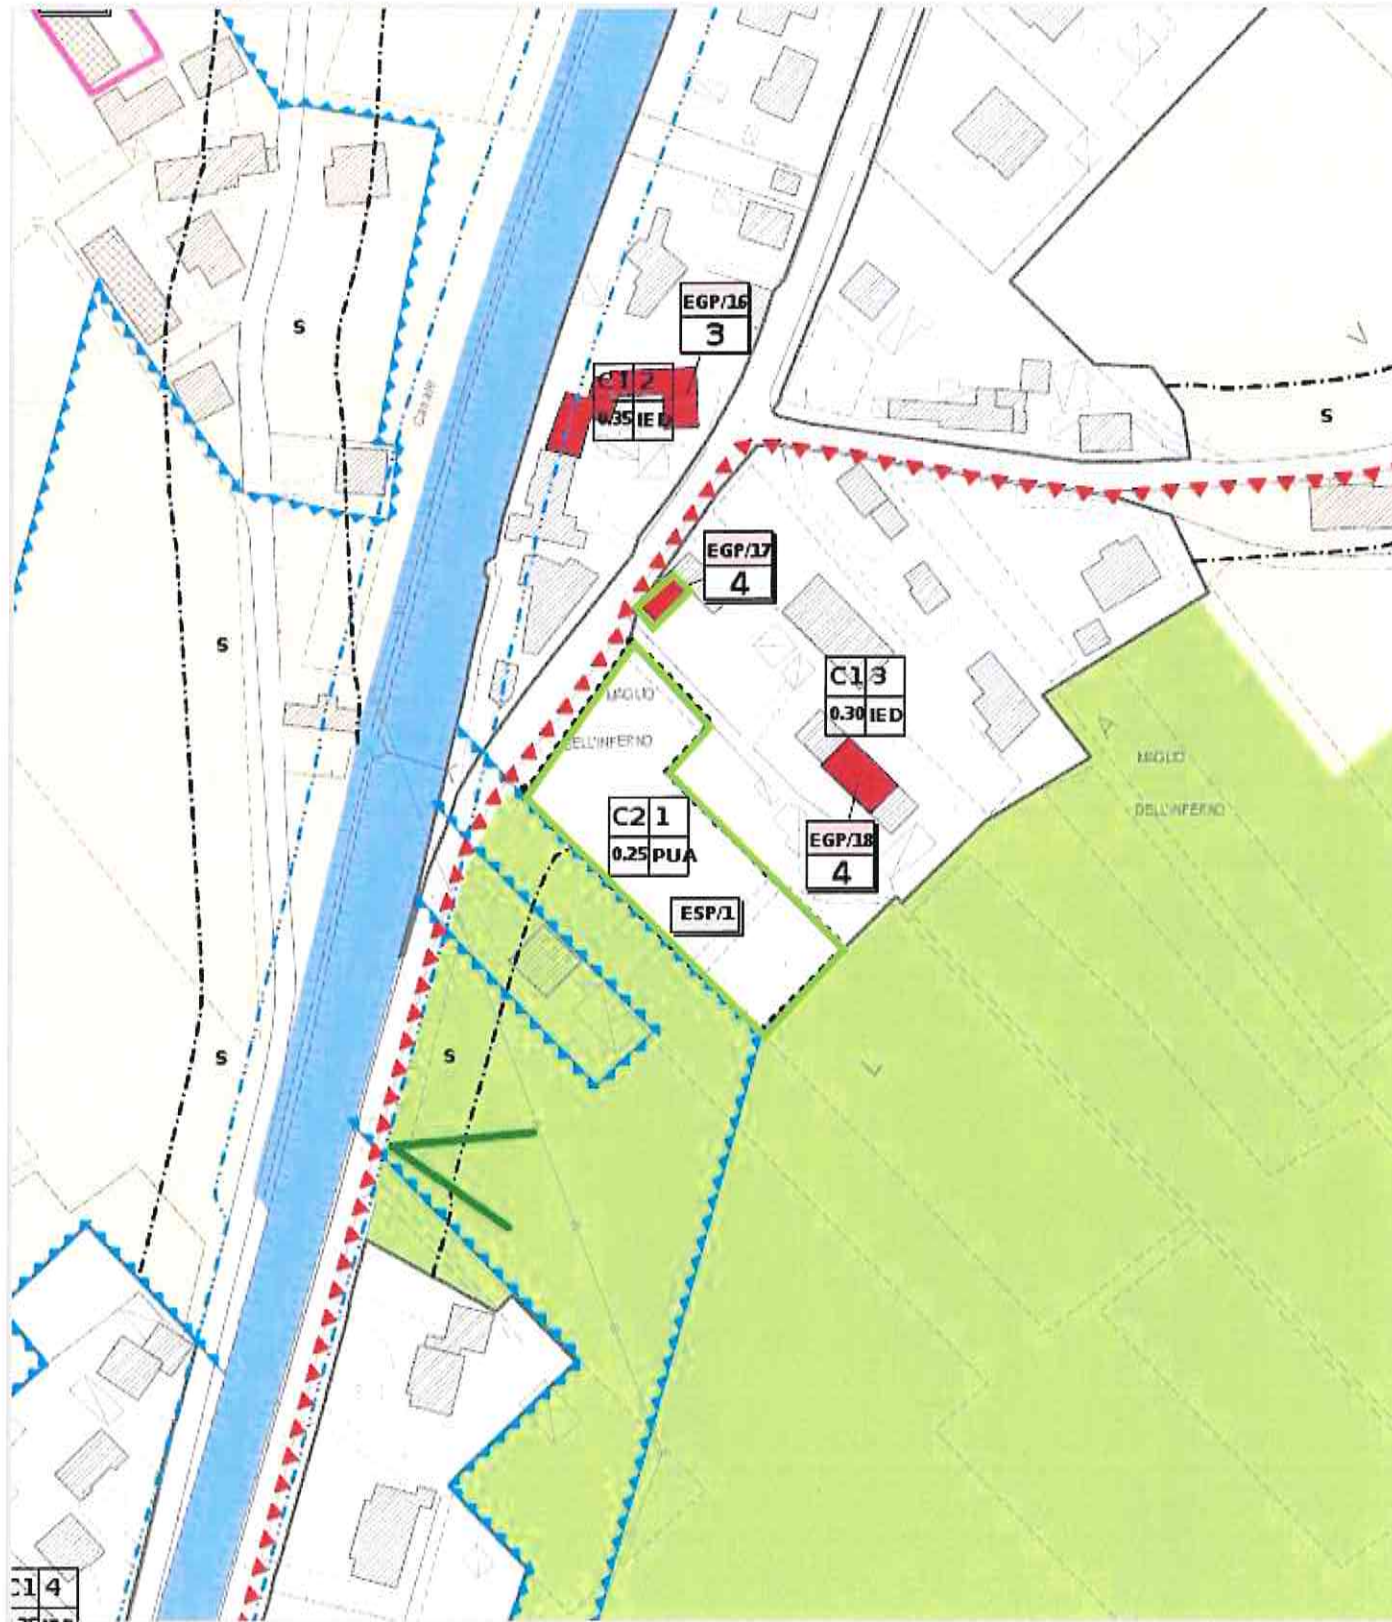 EGP/16
3
S
C1 2
0.35 IED
S
EGP/17
4
S
C1 3
0.30 IED
MAGLIO
DELL'INFERNO
MAGLIO
DELL'INFERNO
C2 1
0.25 PUA
EGP/18
4
ESP/1
S
S
C1 4